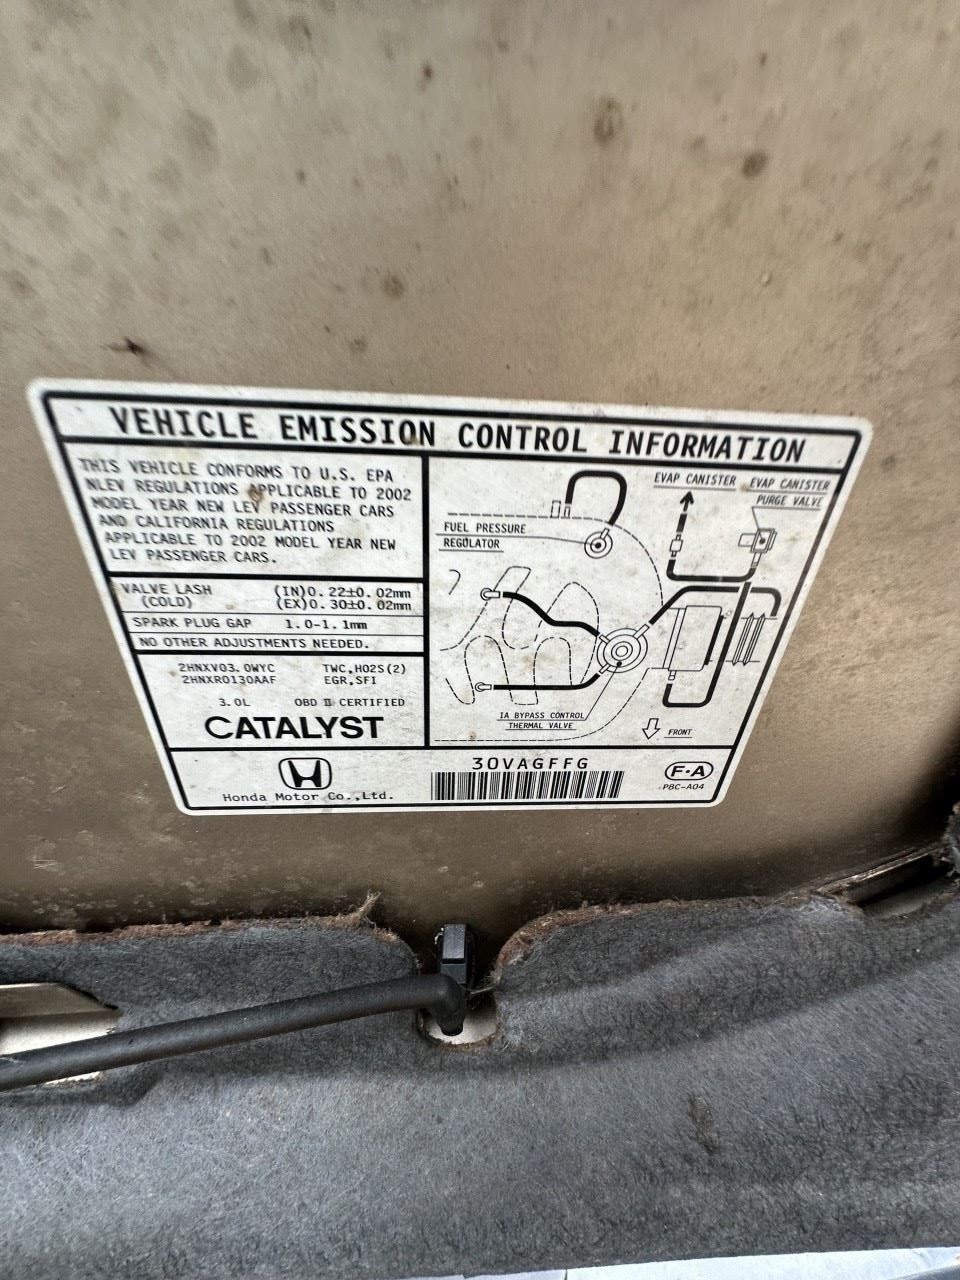 VEHICLE EMISSION CONTROL INFORMATION
THIS VEHICLE CONFORMS TO U.S. EPA
NLEV REGULATIONS APPLICABLE TO 2002
MODEL YEAR NEW LEV PASSENGER CARS
AND CALIFORNIA REGULATIONS
APPLICABLE TO 2002 MODEL YEAR NEW
LEV PASSENGER CARS.
VALVE LASH (IN)0.22±0.02mm
(COLD) (EX)0.30±0.02mm
SPARK PLUG GAP 1.0-1.1mm
NO OTHER ADJUSTMENTS NEEDED.
2HNXV03.0WYC TWC,HO2S(2)
2HNXR0130AAF EGR,SFI
3.0L OBD II CERTIFIED
CATALYST
EVAP CANISTER
EVAP CANISTER
PURGE VALVE
FUEL PRESSURE
REGULATOR
IA BYPASS CONTROL
THERMAL VALVE
FRONT
Honda Motor Co.,Ltd.
30VAGFFG
F·A
P8C-A04